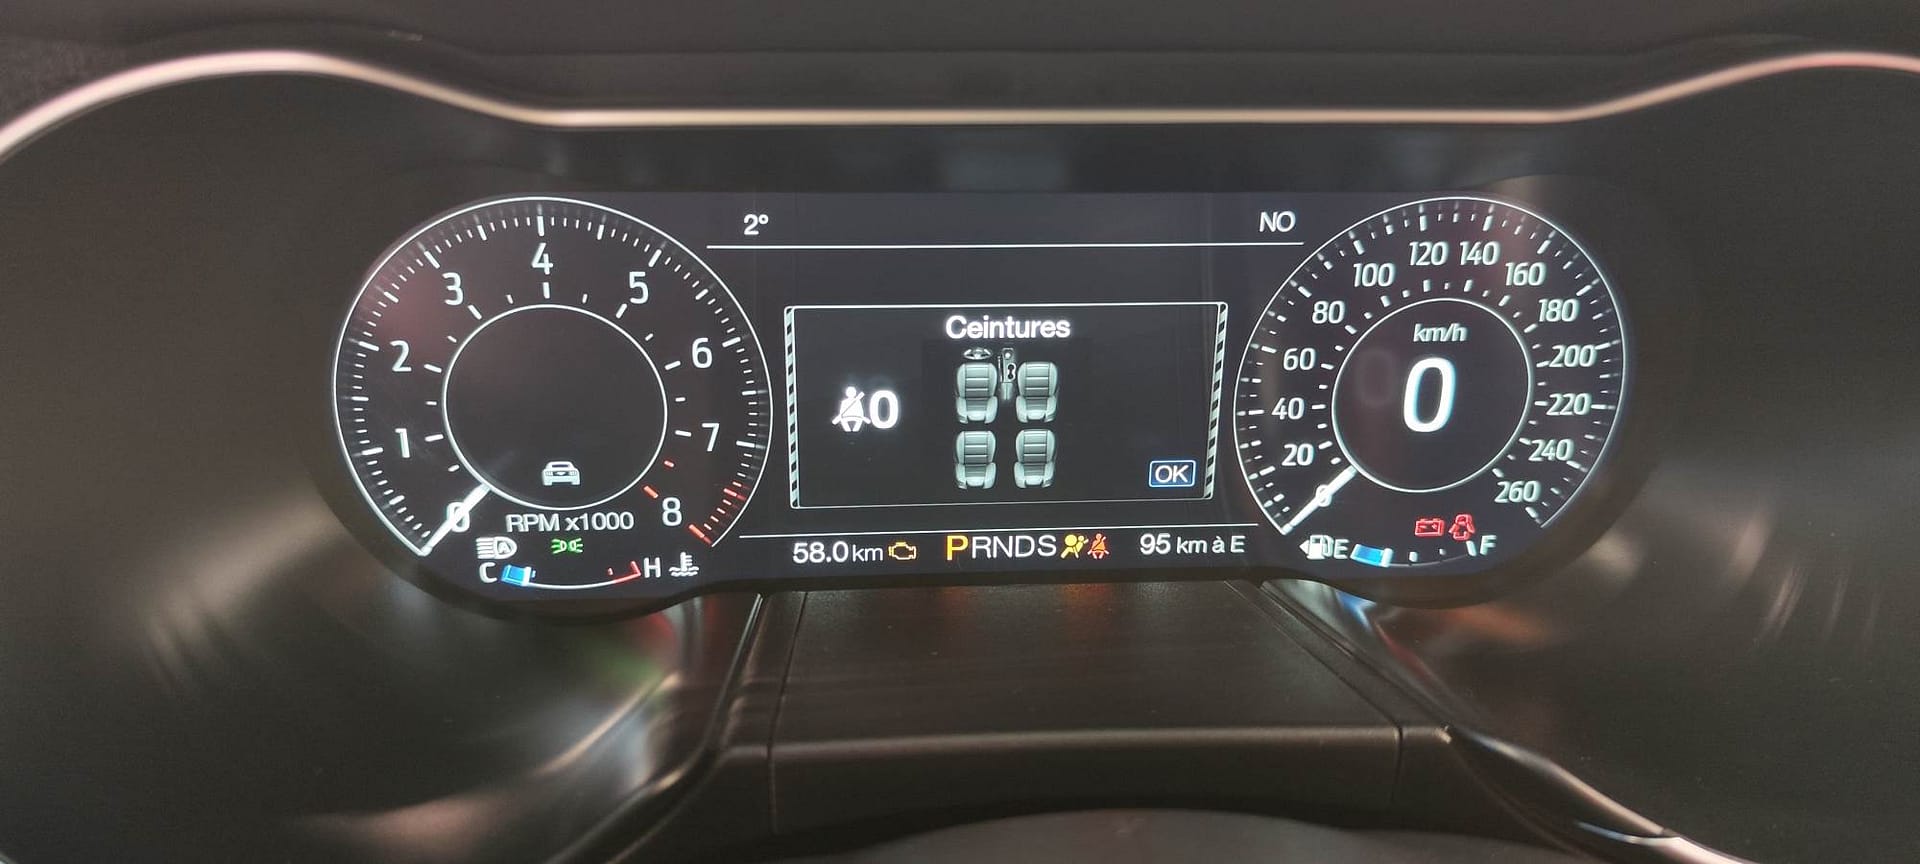 2° NO
Ceintures
0
OK
0 1 2 3 4 5 6 7 8
RPM x1000
A
C H
58.0 km PRNDS 95 km à E
0 20 40 60 80 100 120 140 160 180 200 220 240 260
km/h
0
E F